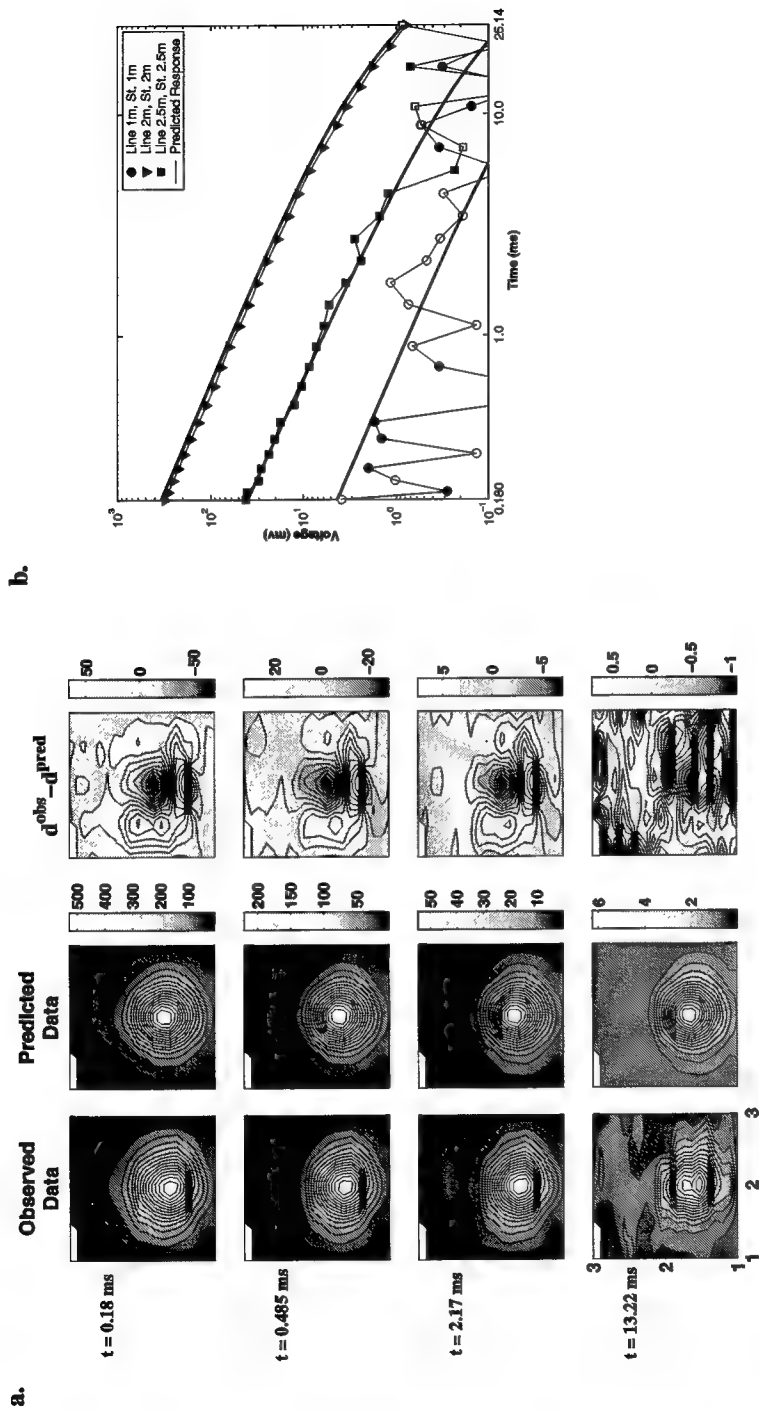 a.
Observed
Data
Predicted
Data
d^obs-d^pred
t = 0.18 ms
500
400
300
200
100
50
0
-50
t = 0.485 ms
200
150
100
50
20
0
-20
t = 2.17 ms
50
40
30
20
10
5
0
-5
t = 13.22 ms
3
2
1
1
2
3
6
4
2
0.5
0
-0.5
-1
b.
Line 1m, St. 1m
Line 2m, St. 2m
Line 2.5m, St. 2.5m
Predicted Response
Voltage (mv)
10^3
10^2
10^1
10^0
10^-1
0.180
1.0
10.0
25.14
Time (ms)